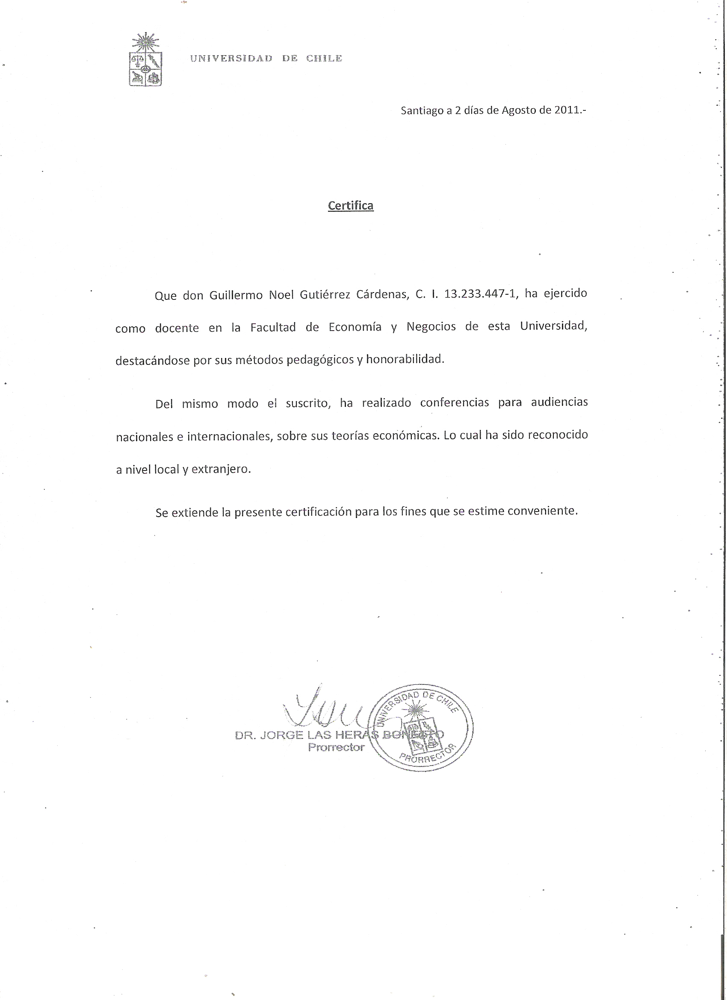 UNIVERSIDAD DE CHILE
Santiago a 2 días de Agosto de 2011.-
Certifica
Que don Guillermo Noel Gutiérrez Cárdenas, C. I. 13.233.447-1, ha ejercido
como docente en la Facultad de Economía y Negocios de esta Universidad,
destacándose por sus métodos pedagógicos y honorabilidad.
Del mismo modo el suscrito, ha realizado conferencias para audiencias
nacionales e internacionales, sobre sus teorías económicas. Lo cual ha sido reconocido
a nivel local y extranjero.
Se extiende la presente certificación para los fines que se estime conveniente.
UNIVERSIDAD DE CHILE
DR. JORGE LAS HERAS
Prorrector
PRORRECTOR